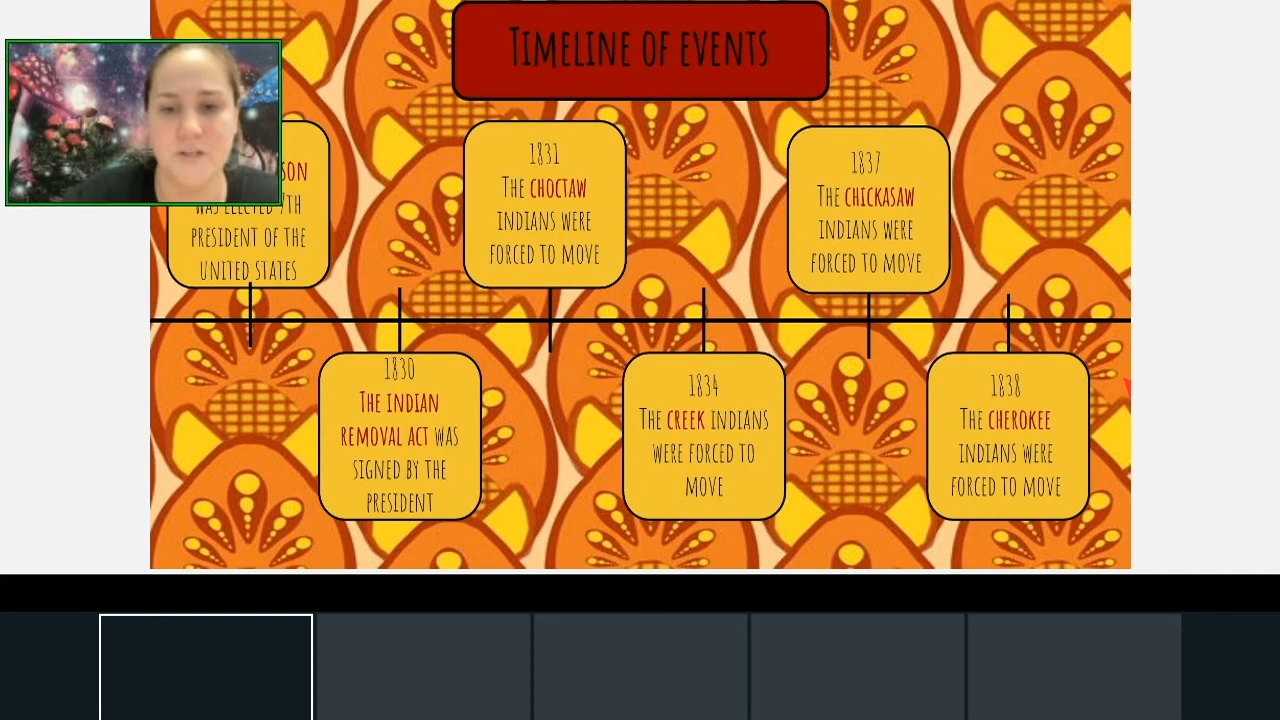 Timeline of events
SON
WAS ELECTED 7TH
PRESIDENT OF THE
UNITED STATES
1831
The CHOCTAW
INDIANS WERE
FORCED TO MOVE
1837
The CHICKASAW
INDIANS WERE
FORCED TO MOVE
1830
The Indian
Removal Act was
signed by the
president
1834
The CREEK INDIANS
WERE FORCED TO
MOVE
1838
The CHEROKEE
INDIANS WERE
FORCED TO MOVE